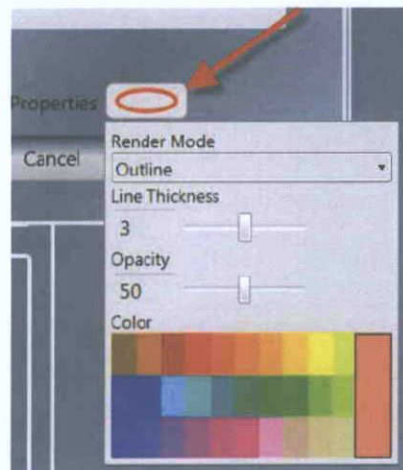 Properties
Cancel
Render Mode
Outline
Line Thickness
3
Opacity
50
Color